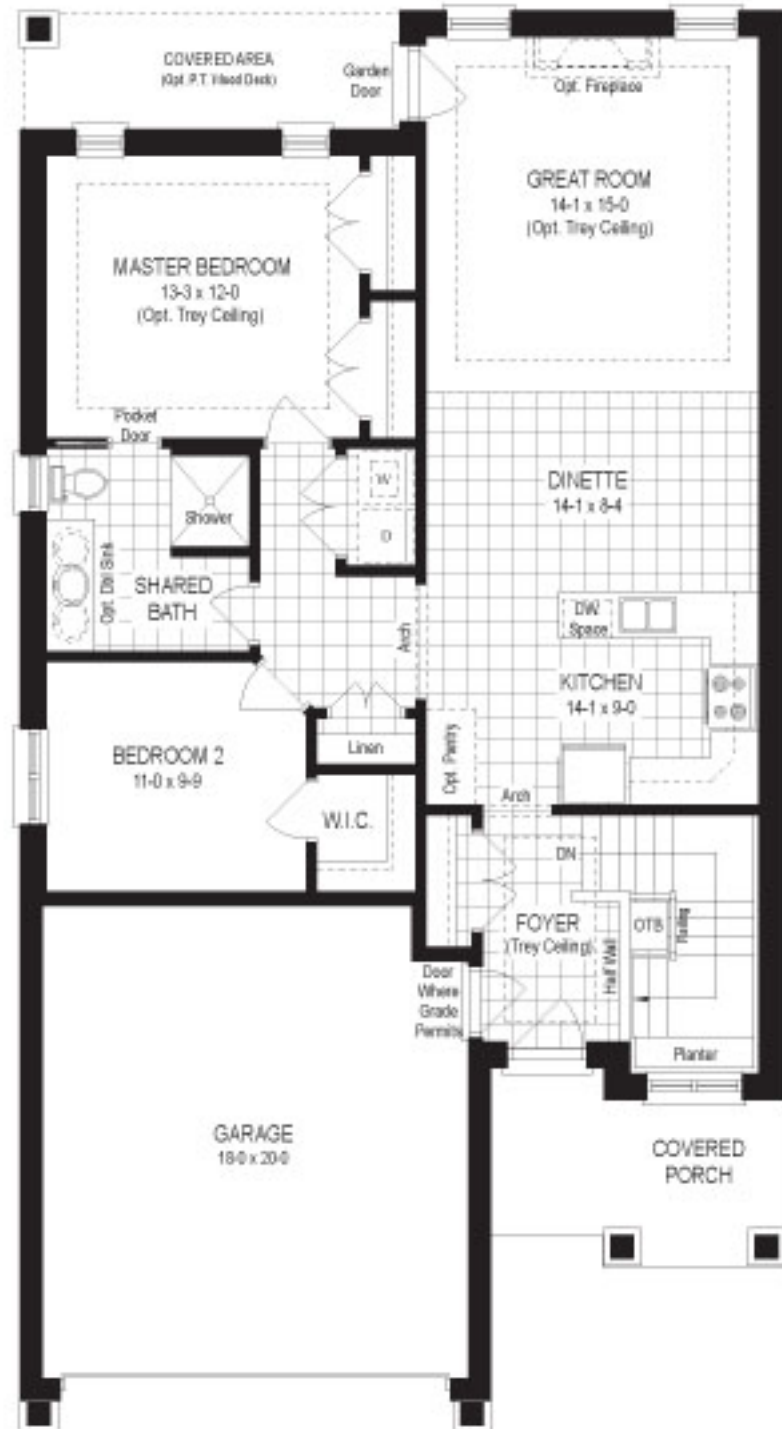 COVERED AREA
(Opt. P.T. Wood Deck)
Garden
Door
Opt. Fireplace
GREAT ROOM
14-1 x 15-0
(Opt. Trey Ceiling)
MASTER BEDROOM
13-3 x 12-0
(Opt. Trey Ceiling)
Pocket
Door
W
D
Shower
Opt. Dbl Sink
SHARED
BATH
DINETTE
14-1 x 8-4
DW
Space
Arch
KITCHEN
14-1 x 9-0
Linen
Opt. Pantry
BEDROOM 2
11-0 x 9-9
W.I.C.
Arch
DN
FOYER
(Trey Ceiling)
OTB
Railing
Half Wall
Door
Where
Grade
Permits
Planter
GARAGE
18-0 x 20-0
COVERED
PORCH